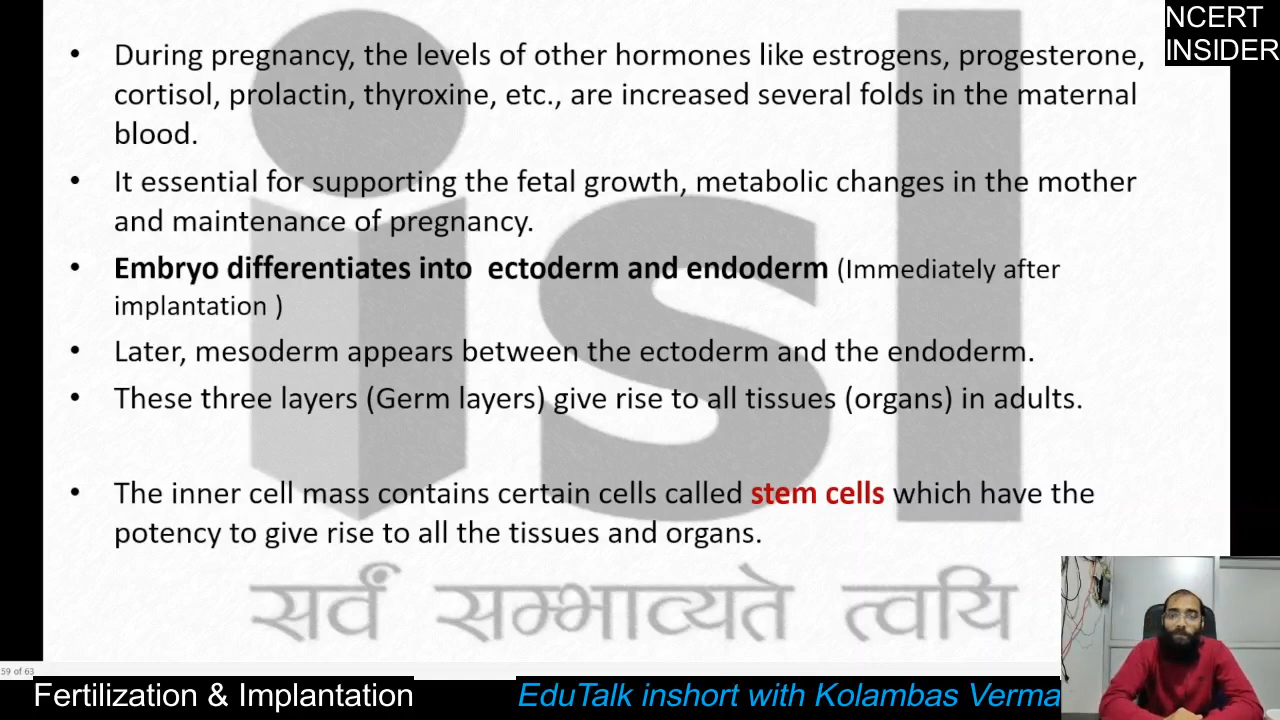 NCERT
INSIDER
• During pregnancy, the levels of other hormones like estrogens, progesterone,
cortisol, prolactin, thyroxine, etc., are increased several folds in the maternal
blood.
• It essential for supporting the fetal growth, metabolic changes in the mother
and maintenance of pregnancy.
• Embryo differentiates into  ectoderm and endoderm (Immediately after
implantation )
• Later, mesoderm appears between the ectoderm and the endoderm.
• These three layers (Germ layers) give rise to all tissues (organs) in adults.
• The inner cell mass contains certain cells called stem cells which have the
potency to give rise to all the tissues and organs.
isl
सर्वं सम्भाव्यते त्वयि
59 of 63
Fertilization & Implantation
EduTalk inshort with Kolambas Verma